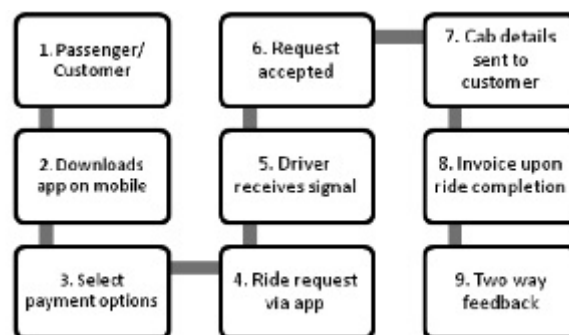 1. Passenger/
Customer
2. Downloads
app on mobile
3. Select
payment options
4. Ride request
via app
5. Driver
receives signal
6. Request
accepted
7. Cab details
sent to
customer
8. Invoice upon
ride completion
9. Two way
feedback